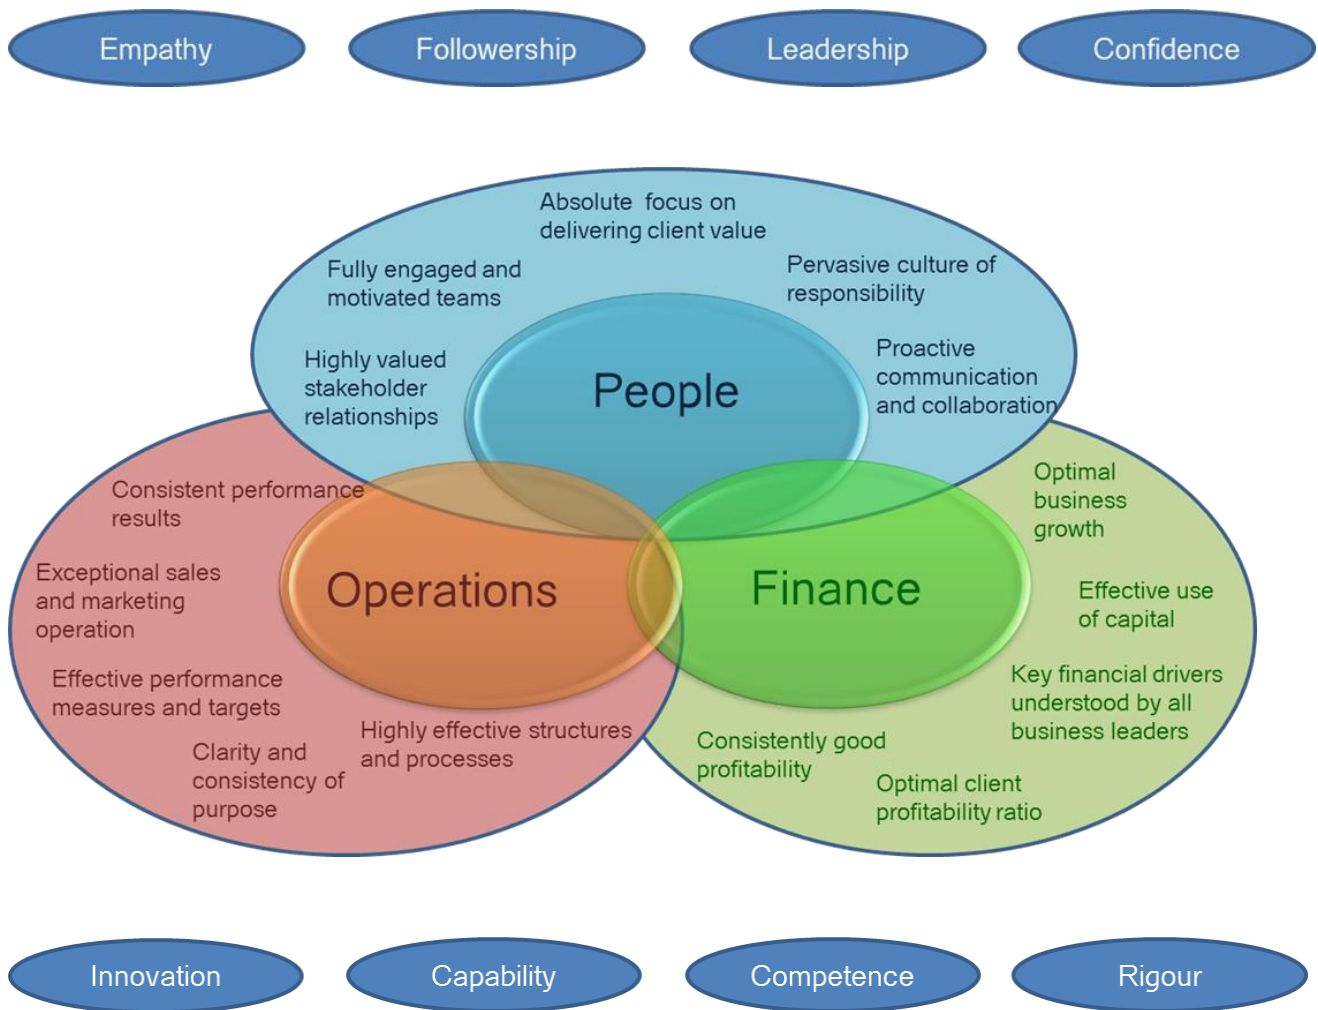 Empathy
Followership
Leadership
Confidence
Absolute focus on
delivering client value
Fully engaged and
motivated teams
Pervasive culture of
responsibility
Highly valued
stakeholder
relationships
Proactive
communication
and collaboration
People
Consistent performance
results
Exceptional sales
and marketing
operation
Effective performance
measures and targets
Clarity and
consistency of
purpose
Highly effective structures
and processes
Operations
Finance
Optimal
business
growth
Effective use
of capital
Key financial drivers
understood by all
business leaders
Consistently good
profitability
Optimal client
profitability ratio
Innovation
Capability
Competence
Rigour